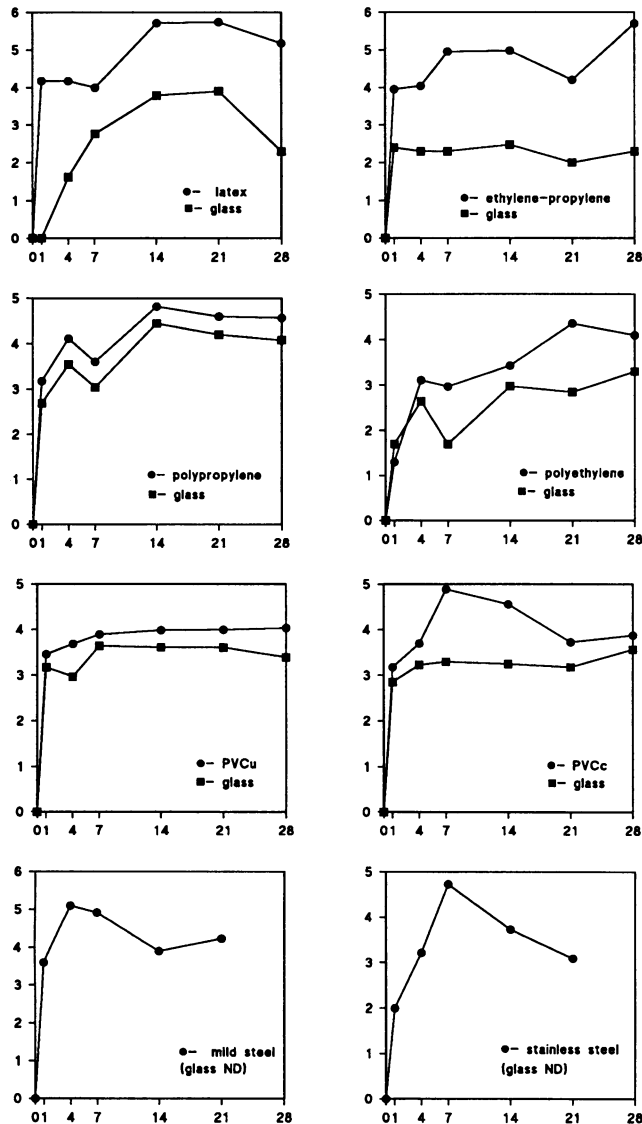 6
5
4
3
2
1
0
01 4 7 14 21 28
●– latex
■– glass
6
5
4
3
2
1
0
01 4 7 14 21 28
●– ethylene–propylene
■– glass
5
4
3
2
1
0
01 4 7 14 21 28
●– polypropylene
■– glass
5
4
3
2
1
0
01 4 7 14 21 28
●– polyethylene
■– glass
5
4
3
2
1
0
01 4 7 14 21 28
●– PVCu
■– glass
5
4
3
2
1
0
01 4 7 14 21 28
●– PVCc
■– glass
6
5
4
3
2
1
0
01 4 7 14 21 28
●– mild steel
(glass ND)
5
4
3
2
1
0
01 4 7 14 21 28
●– stainless steel
(glass ND)